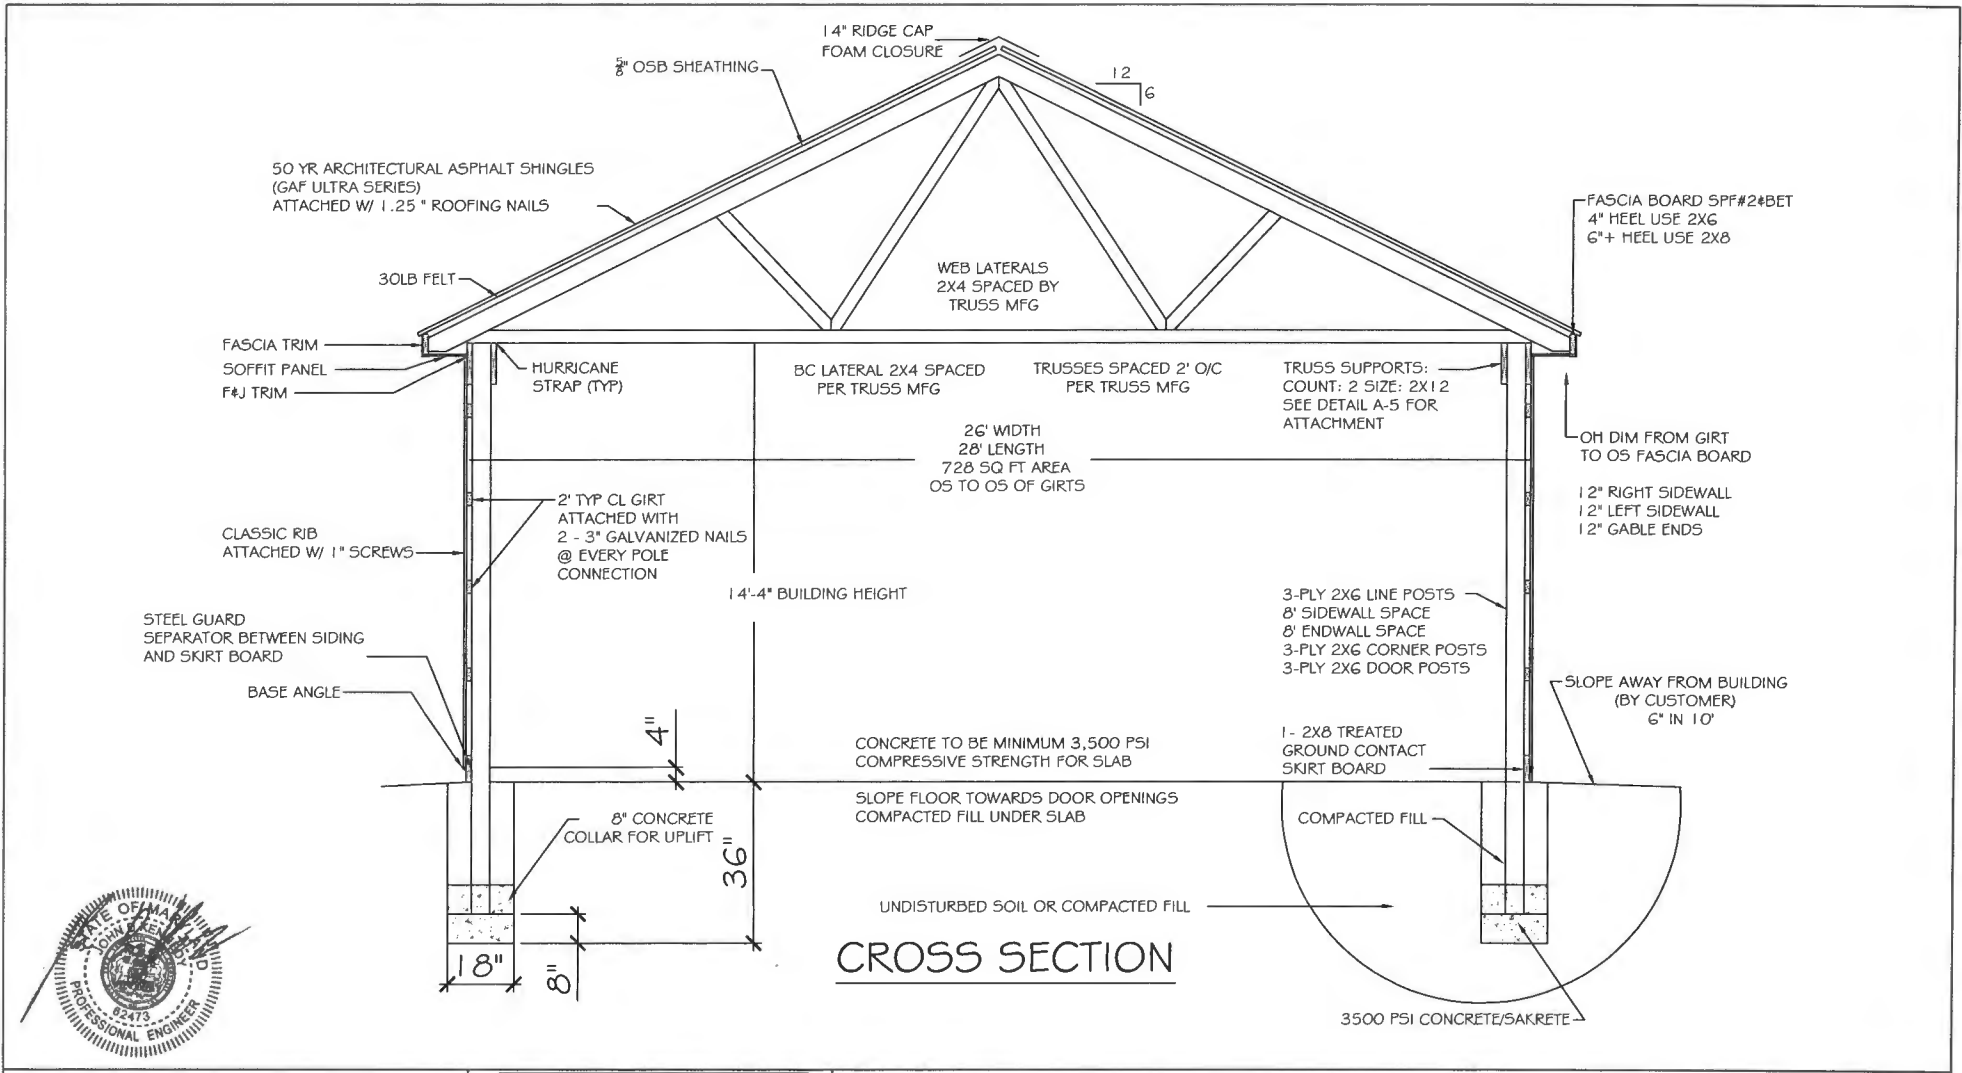 14" RIDGE CAP
FOAM CLOSURE
5/8" OSB SHEATHING
12
6
50 YR ARCHITECTURAL ASPHALT SHINGLES
(GAF ULTRA SERIES)
ATTACHED W/ 1.25 " ROOFING NAILS
FASCIA BOARD SPF#2&BET
4" HEEL USE 2X6
6"+ HEEL USE 2X8
30LB FELT
WEB LATERALS
2X4 SPACED BY
TRUSS MFG
FASCIA TRIM
SOFFIT PANEL
F&J TRIM
HURRICANE
STRAP (TYP)
BC LATERAL 2X4 SPACED
PER TRUSS MFG
TRUSSES SPACED 2' O/C
PER TRUSS MFG
TRUSS SUPPORTS:
COUNT: 2 SIZE: 2X12
SEE DETAIL A-5 FOR
ATTACHMENT
26' WIDTH
28' LENGTH
728 SQ FT AREA
OS TO OS OF GIRTS
OH DIM FROM GIRT
TO OS FASCIA BOARD
12" RIGHT SIDEWALL
12" LEFT SIDEWALL
12" GABLE ENDS
2' TYP CL GIRT
ATTACHED WITH
2 - 3" GALVANIZED NAILS
@ EVERY POLE
CONNECTION
CLASSIC RIB
ATTACHED W/ 1" SCREWS
14'-4" BUILDING HEIGHT
3-PLY 2X6 LINE POSTS
8' SIDEWALL SPACE
8' ENDWALL SPACE
3-PLY 2X6 CORNER POSTS
3-PLY 2X6 DOOR POSTS
STEEL GUARD
SEPARATOR BETWEEN SIDING
AND SKIRT BOARD
BASE ANGLE
SLOPE AWAY FROM BUILDING
(BY CUSTOMER)
6" IN 10'
4"
CONCRETE TO BE MINIMUM 3,500 PSI
COMPRESSIVE STRENGTH FOR SLAB
1- 2X8 TREATED
GROUND CONTACT
SKIRT BOARD
SLOPE FLOOR TOWARDS DOOR OPENINGS
COMPACTED FILL UNDER SLAB
8" CONCRETE
COLLAR FOR UPLIFT
COMPACTED FILL
36"
UNDISTURBED SOIL OR COMPACTED FILL
18"
8"
CROSS SECTION
3500 PSI CONCRETE/SAKRETE
STATE OF MARYLAND
JOHN KENNEDY
62473
PROFESSIONAL ENGINEER